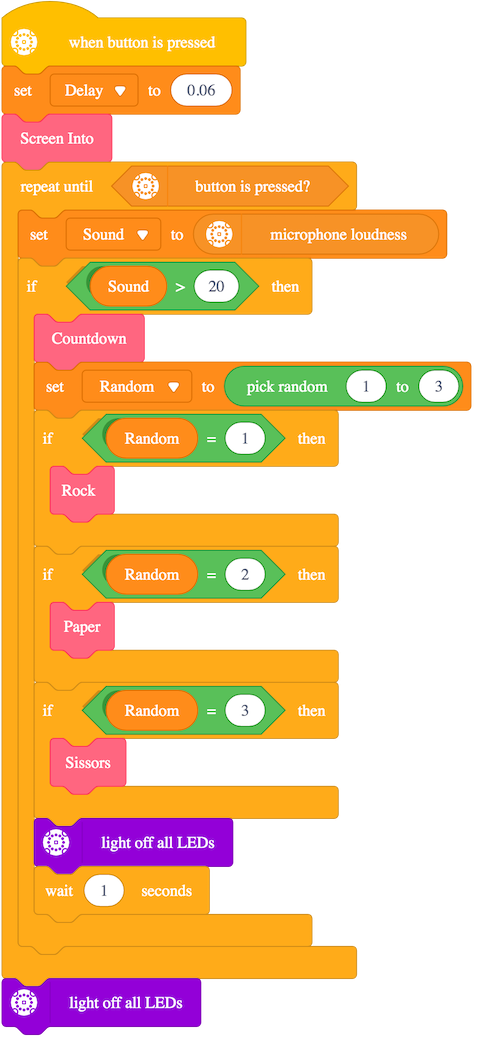 when button is pressed
set Delay to 0.06
Screen Into
repeat until button is pressed?
set Sound to microphone loudness
if Sound > 20 then
Countdown
set Random to pick random 1 to 3
if Random = 1 then
Rock
if Random = 2 then
Paper
if Random = 3 then
Sissors
light off all LEDs
wait 1 seconds
light off all LEDs